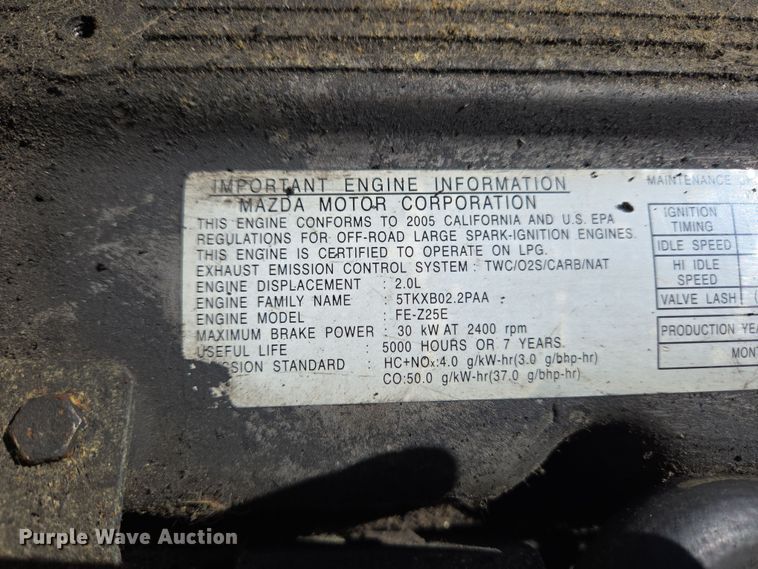 IMPORTANT ENGINE INFORMATION
MAZDA MOTOR CORPORATION
THIS ENGINE CONFORMS TO 2005 CALIFORNIA AND U.S. EPA
REGULATIONS FOR OFF-ROAD LARGE SPARK-IGNITION ENGINES.
THIS ENGINE IS CERTIFIED TO OPERATE ON LPG.
EXHAUST EMISSION CONTROL SYSTEM : TWC/O2S/CARB/NAT
ENGINE DISPLACEMENT : 2.0L
ENGINE FAMILY NAME : 5TKXB02.2PAA
ENGINE MODEL : FE-Z25E
MAXIMUM BRAKE POWER : 30 kW AT 2400 rpm
USEFUL LIFE : 5000 HOURS OR 7 YEARS.
SSION STANDARD : HC+NOx:4.0 g/kW-hr(3.0 g/bhp-hr)
CO:50.0 g/kW-hr(37.0 g/bhp-hr)
MAINTENANCE
IGNITION
TIMING
IDLE SPEED
HI IDLE
SPEED
VALVE LASH (
PRODUCTION YEA
MONT
Purple Wave Auction